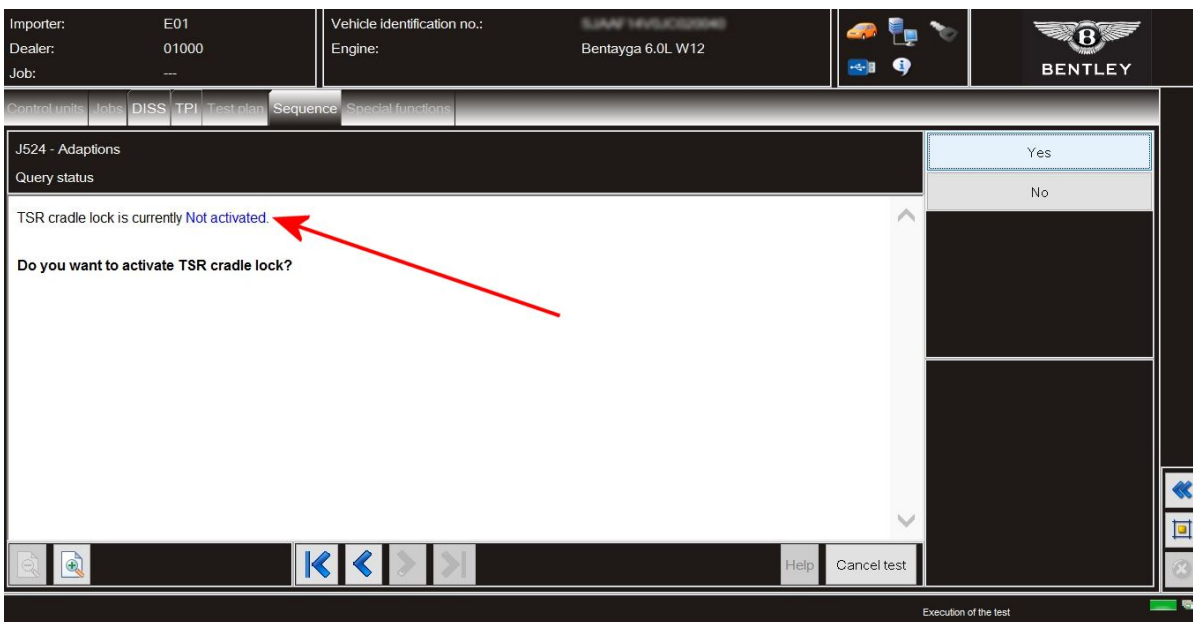 Importer: E01 Vehicle identification no.:
Dealer: 01000 Engine: Bentayga 6.0L W12
Job: ---
B
BENTLEY
Control units Jobs DISS TPI Test plan Sequence Special functions
J524 - Adaptions
Query status
Yes
No
TSR cradle lock is currently Not activated.
Do you want to activate TSR cradle lock?
Help Cancel test
Execution of the test